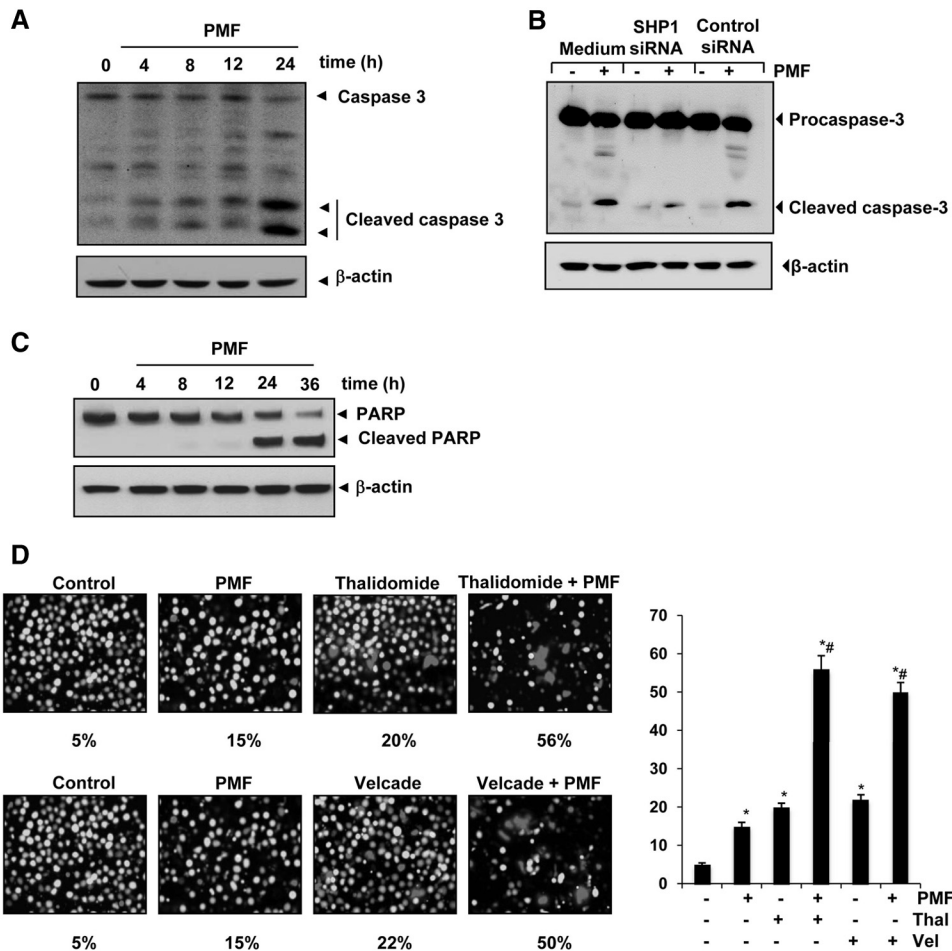 A
PMF
0 4 8 12 24 time (h)
Caspase 3
Cleaved caspase 3
β-actin
B
Medium SHP1 siRNA Control siRNA
- + - + - + PMF
Procaspase-3
Cleaved caspase-3
β-actin
C
PMF
0 4 8 12 24 36 time (h)
PARP
Cleaved PARP
β-actin
D
Control PMF Thalidomide Thalidomide + PMF
5% 15% 20% 56%
Control PMF Velcade Velcade + PMF
5% 15% 22% 50%
70
60
50
40
30
20
10
0
* * *# * *#
- + - + - + PMF
- - + + - - Thal
- - - - + + Vel